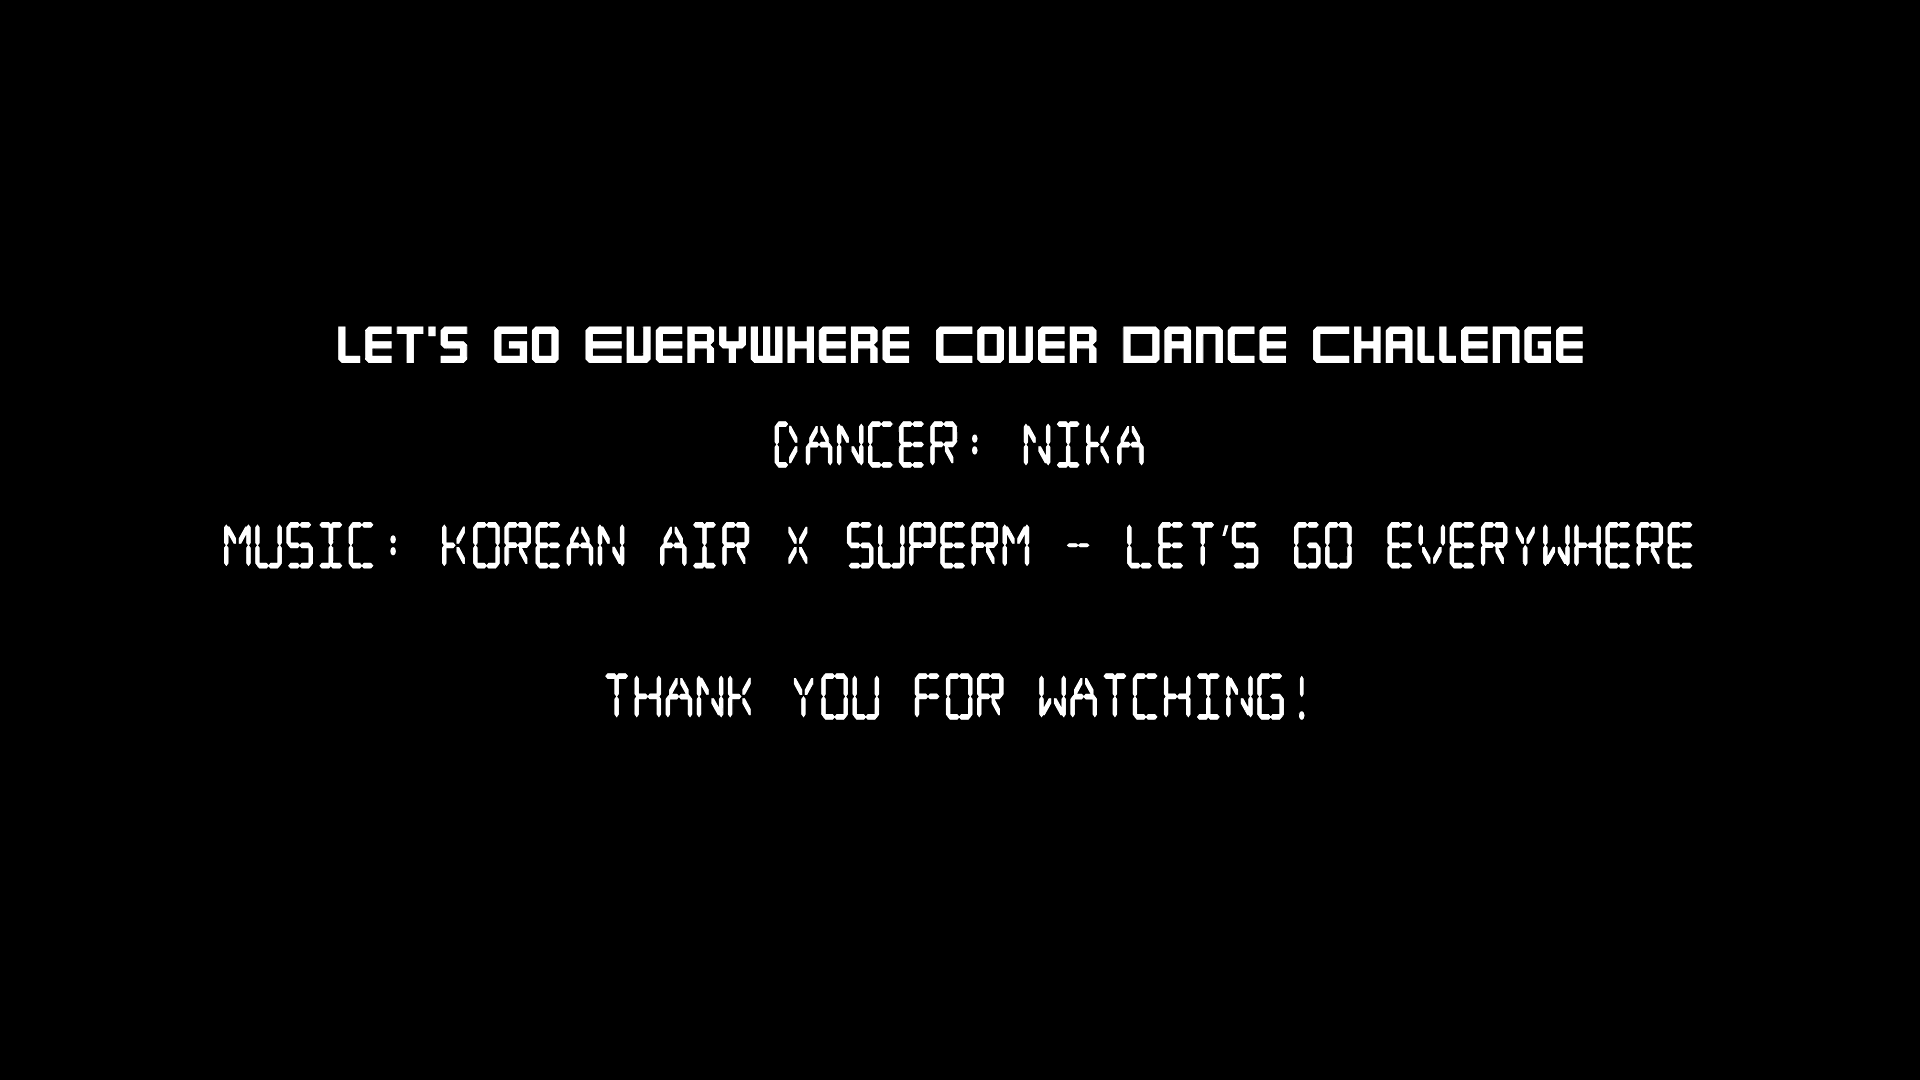 LET'S GO EVERYWHERE COVER DANCE CHALLENGE
DANCER: NIKA
MUSIC: KOREAN AIR X SUPERM - LET'S GO EVERYWHERE
THANK YOU FOR WATCHING!